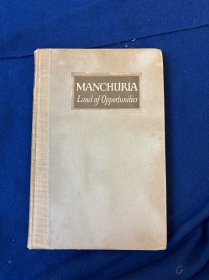 MANCHURIA
Land of Opportunities